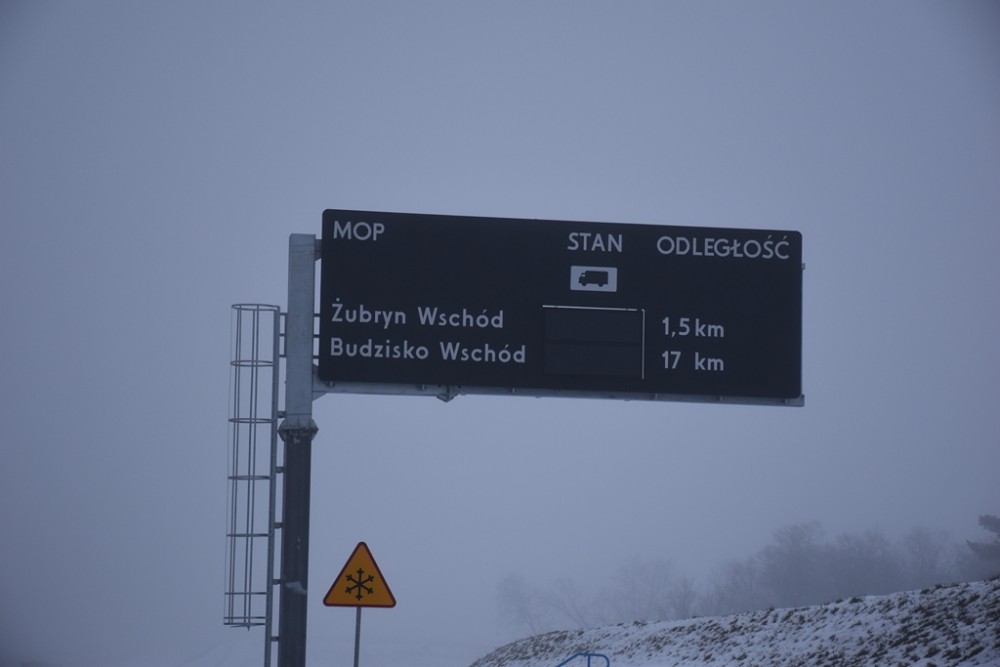 MOP STAN ODLEGŁOŚĆ
Żubryn Wschód 1,5 km
Budzisko Wschód 17 km